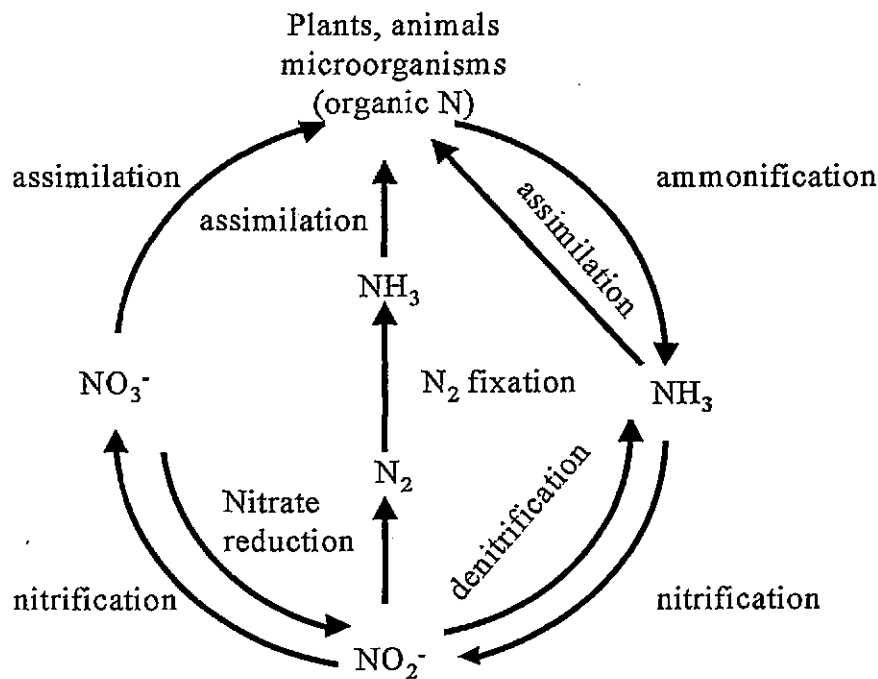 Plants, animals
microorganisms
(organic N)
assimilation
assimilation
assimilation
ammonification
NH₃
NO₃⁻
N₂ fixation
NH₃
N₂
Nitrate
reduction
denitrification
nitrification
nitrification
NO₂⁻